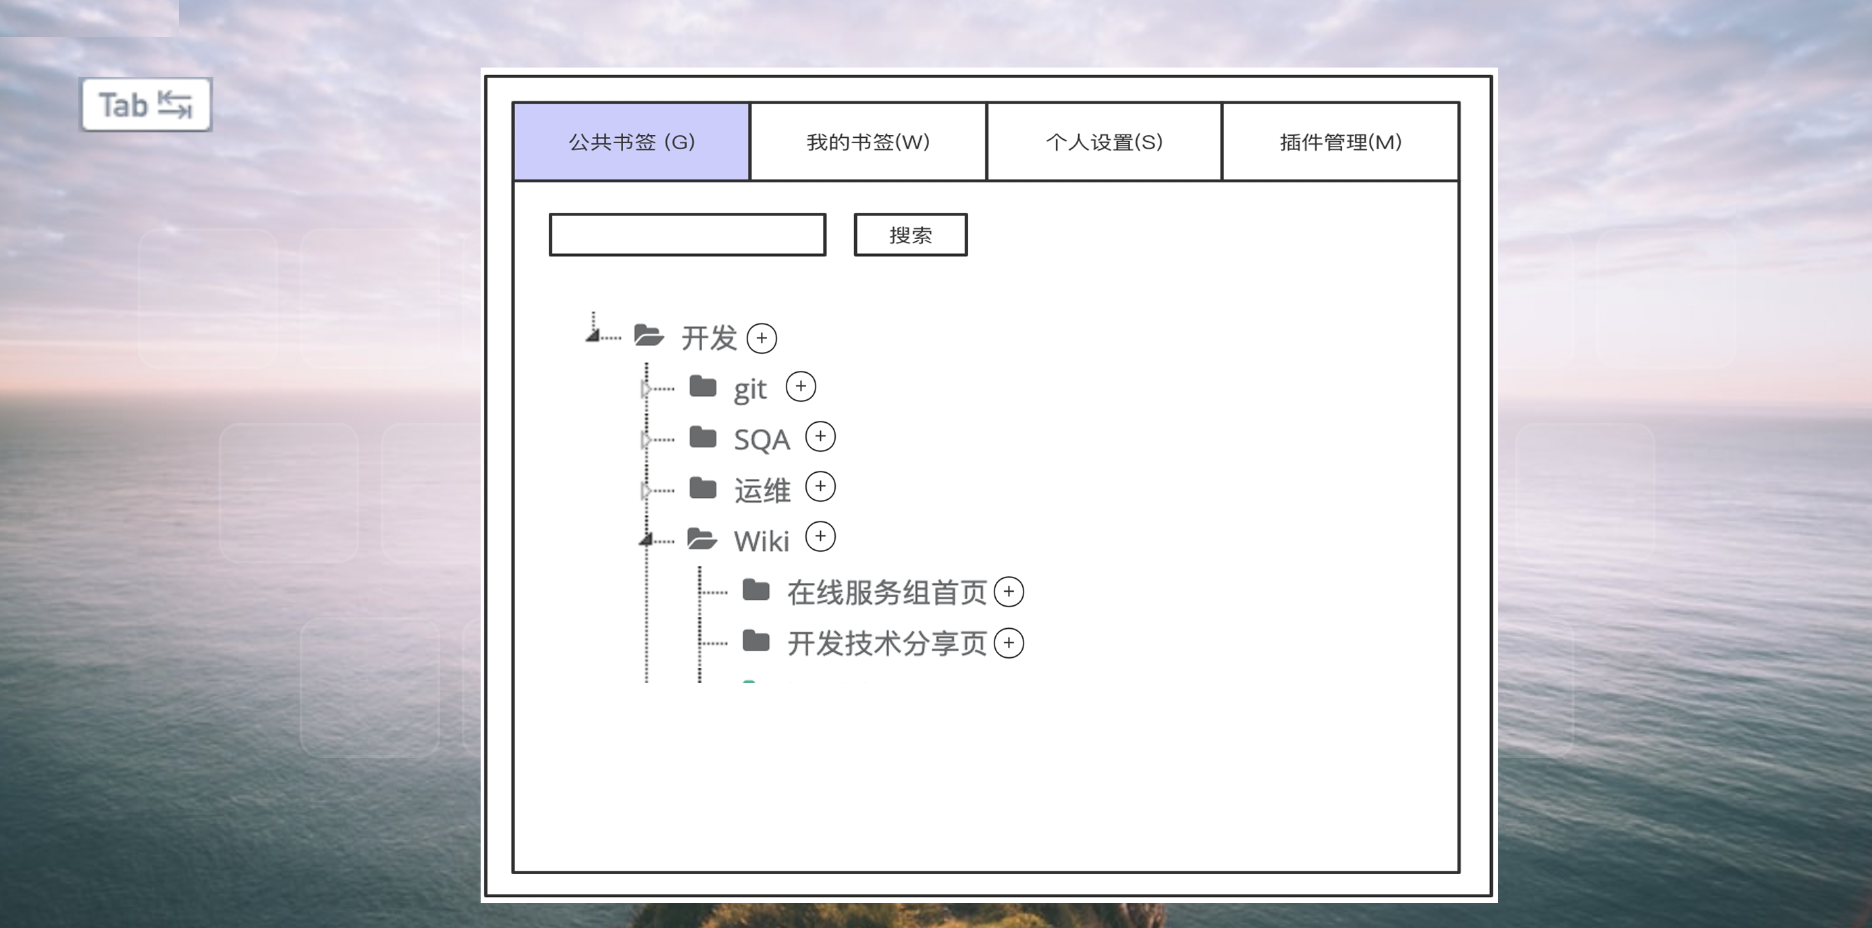 Tab
公共书签 (G)
我的书签(W)
个人设置(S)
插件管理(M)
搜索
开发
git
SQA
运维
Wiki
在线服务组首页
开发技术分享页